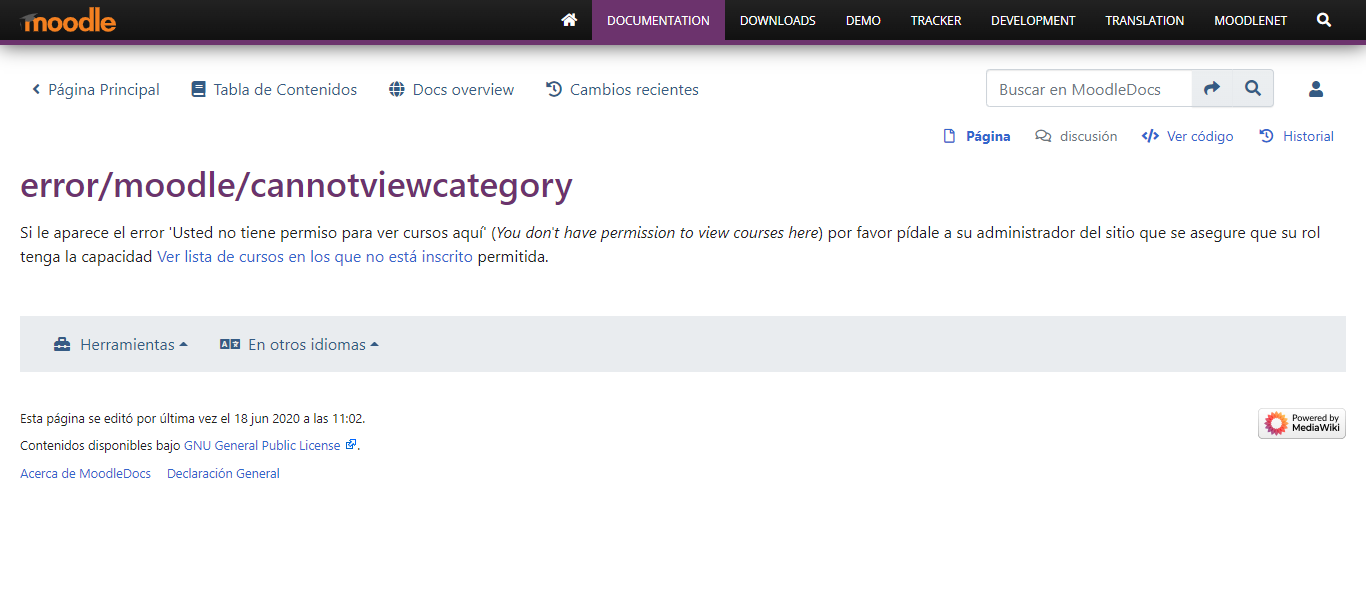 moodle
DOCUMENTATION DOWNLOADS DEMO TRACKER DEVELOPMENT TRANSLATION MOODLENET
Página Principal Tabla de Contenidos Docs overview Cambios recientes Buscar en MoodleDocs
Página discusión Ver código Historial
error/moodle/cannotviewcategory
Si le aparece el error 'Usted no tiene permiso para ver cursos aquí' (You don't have permission to view courses here) por favor pídale a su administrador del sitio que se asegure que su rol
tenga la capacidad Ver lista de cursos en los que no está inscrito permitida.
Herramientas En otros idiomas
Esta página se editó por última vez el 18 jun 2020 a las 11:02.
Powered by
MediaWiki
Contenidos disponibles bajo GNU General Public License .
Acerca de MoodleDocs Declaración General